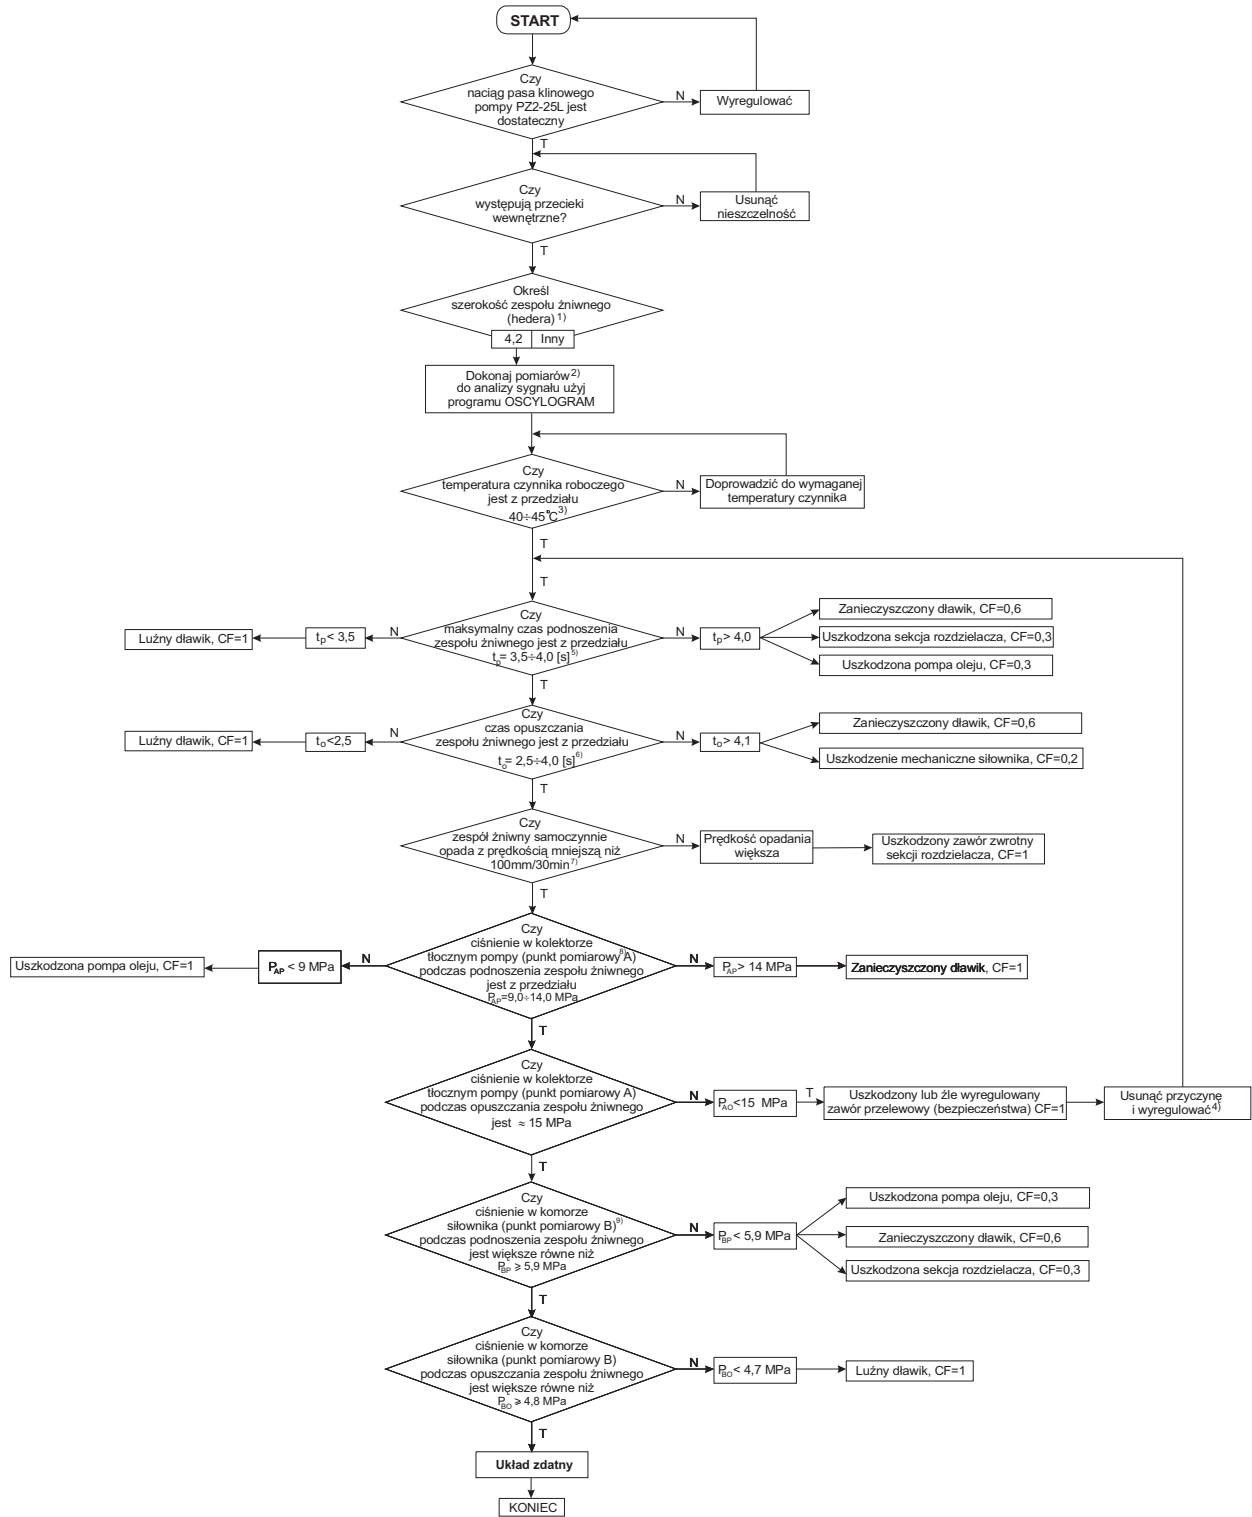 START
Czy
naciąg pasa klinowego
pompy PZ2-25L jest
dostateczny
N
Wyregulować
T
Czy
występują przecieki
wewnętrzne?
N
Usunąć
nieszczelność
T
Określ
szerokość zespołu żniwnego
(hedera) 1)
4,2
Inny
Dokonaj pomiarów 2)
do analizy sygnału użyj
programu OSCYLOGRAM
Czy
temperatura czynnika roboczego
jest z przedziału
40÷45°C 3)
N
Doprowadzić do wymaganej
temperatury czynnika
T
T
Czy
maksymalny czas podnoszenia
zespołu żniwnego jest z przedziału
tp= 3,5÷4,0 [s] 5)
N
tp< 3,5
Luźny dławik, CF=1
N
tp> 4,0
Zanieczyszczony dławik, CF=0,6
Uszkodzona sekcja rozdzielacza, CF=0,3
Uszkodzona pompa oleju, CF=0,3
T
Czy
czas opuszczania
zespołu żniwnego jest z przedziału
to= 2,5÷4,0 [s] 6)
N
to<2,5
Luźny dławik, CF=1
N
to> 4,1
Zanieczyszczony dławik, CF=0,6
Uszkodzenie mechaniczne siłownika, CF=0,2
T
Czy
zespół żniwny samoczynnie
opada z prędkością mniejszą niż
100mm/30min 7)
N
Prędkość opadania
większa
Uszkodzony zawór zwrotny
sekcji rozdzielacza, CF=1
T
Czy
ciśnienie w kolektorze
tłocznym pompy (punkt pomiarowy 8) A)
podczas podnoszenia zespołu żniwnego
jest z przedziału
PAP=9,0÷14,0 MPa
N
PAP < 9 MPa
Uszkodzona pompa oleju, CF=1
N
PAP> 14 MPa
Zanieczyszczony dławik, CF=1
T
Czy
ciśnienie w kolektorze
tłocznym pompy (punkt pomiarowy A)
podczas opuszczania zespołu żniwnego
jest ≈ 15 MPa
N
PAO<15 MPa
T
Uszkodzony lub źle wyregulowany
zawór przelewowy (bezpieczeństwa) CF=1
Usunąć przyczynę
i wyregulować 4)
T
Czy
ciśnienie w komorze
siłownika (punkt pomiarowy B) 9)
podczas podnoszenia zespołu żniwnego
jest większe równe niż
PBP ⩾ 5,9 MPa
N
PBP < 5,9 MPa
Uszkodzona pompa oleju, CF=0,3
Zanieczyszczony dławik, CF=0,6
Uszkodzona sekcja rozdzielacza, CF=0,3
T
Czy
ciśnienie w komorze
siłownika (punkt pomiarowy B)
podczas opuszczania zespołu żniwnego
jest większe równe niż
PBO ⩾ 4,8 MPa
N
PBO < 4,7 MPa
Luźny dławik, CF=1
T
Układ zdatny
KONIEC